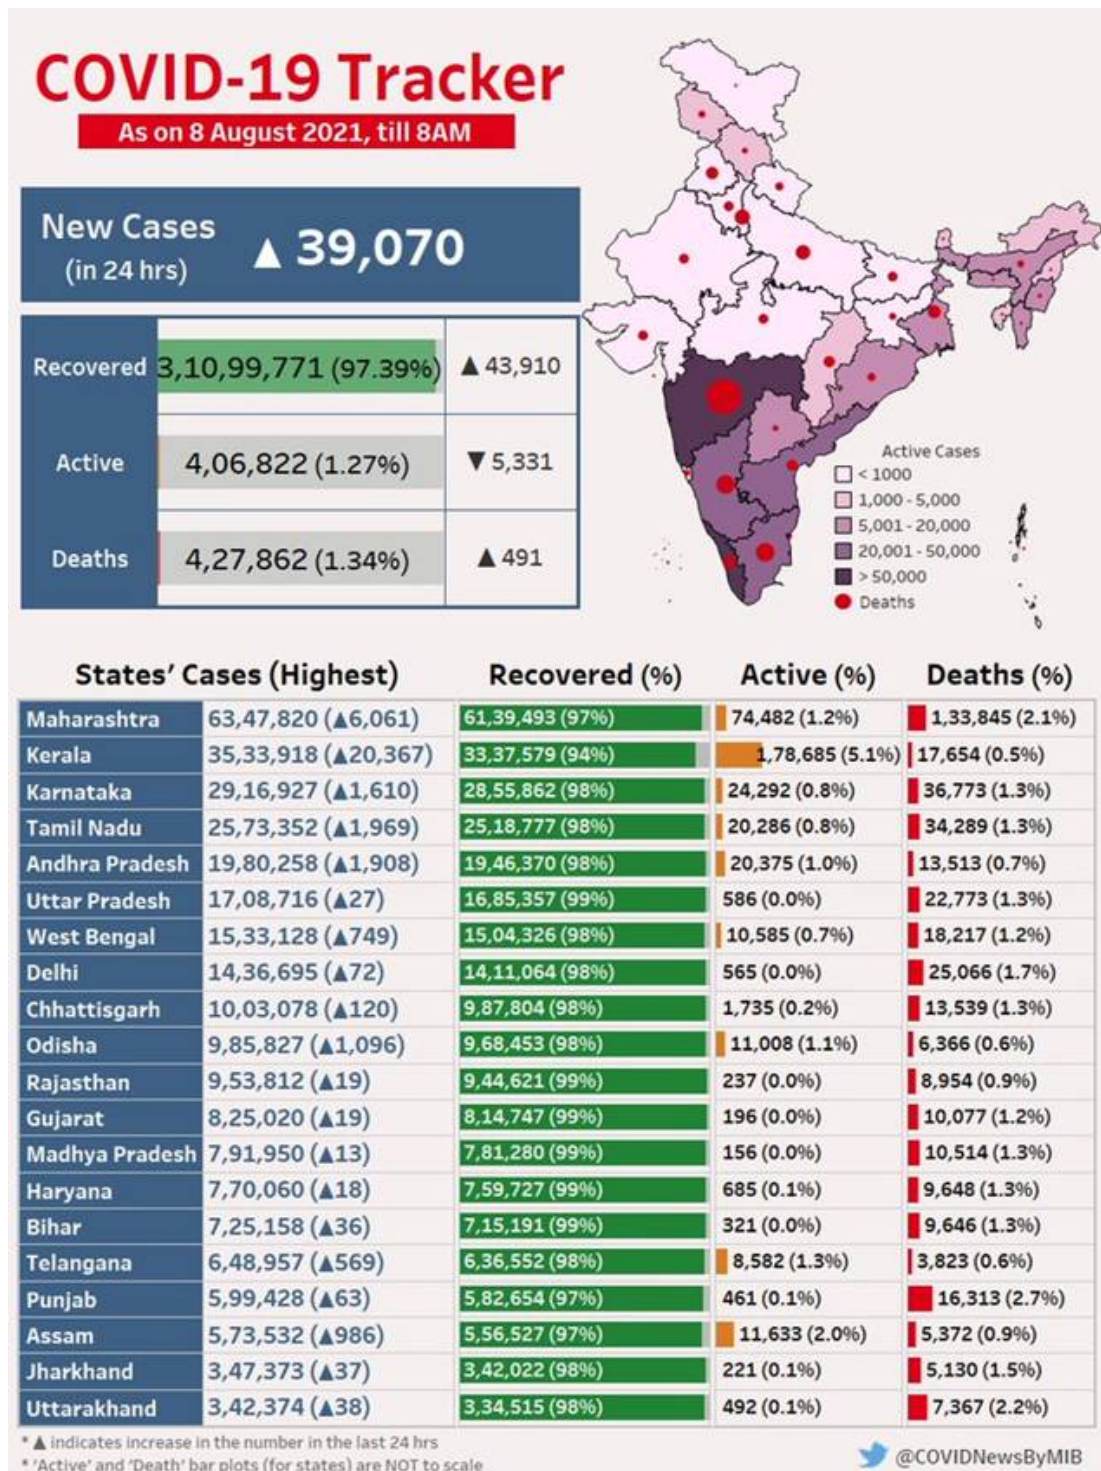 COVID-19 Tracker
As on 8 August 2021, till 8AM
New Cases
(in 24 hrs)
▲ 39,070
Recovered 3,10,99,771 (97.39%) ▲ 43,910
Active 4,06,822 (1.27%) ▼ 5,331
Deaths 4,27,862 (1.34%) ▲ 491
Active Cases
< 1000
1,000 - 5,000
5,001 - 20,000
20,001 - 50,000
> 50,000
Deaths
States' Cases (Highest) Recovered (%) Active (%) Deaths (%)
Maharashtra 63,47,820 (▲6,061) 61,39,493 (97%) 74,482 (1.2%) 1,33,845 (2.1%)
Kerala 35,33,918 (▲20,367) 33,37,579 (94%) 1,78,685 (5.1%) 17,654 (0.5%)
Karnataka 29,16,927 (▲1,610) 28,55,862 (98%) 24,292 (0.8%) 36,773 (1.3%)
Tamil Nadu 25,73,352 (▲1,969) 25,18,777 (98%) 20,286 (0.8%) 34,289 (1.3%)
Andhra Pradesh 19,80,258 (▲1,908) 19,46,370 (98%) 20,375 (1.0%) 13,513 (0.7%)
Uttar Pradesh 17,08,716 (▲27) 16,85,357 (99%) 586 (0.0%) 22,773 (1.3%)
West Bengal 15,33,128 (▲749) 15,04,326 (98%) 10,585 (0.7%) 18,217 (1.2%)
Delhi 14,36,695 (▲72) 14,11,064 (98%) 565 (0.0%) 25,066 (1.7%)
Chhattisgarh 10,03,078 (▲120) 9,87,804 (98%) 1,735 (0.2%) 13,539 (1.3%)
Odisha 9,85,827 (▲1,096) 9,68,453 (98%) 11,008 (1.1%) 6,366 (0.6%)
Rajasthan 9,53,812 (▲19) 9,44,621 (99%) 237 (0.0%) 8,954 (0.9%)
Gujarat 8,25,020 (▲19) 8,14,747 (99%) 196 (0.0%) 10,077 (1.2%)
Madhya Pradesh 7,91,950 (▲13) 7,81,280 (99%) 156 (0.0%) 10,514 (1.3%)
Haryana 7,70,060 (▲18) 7,59,727 (99%) 685 (0.1%) 9,648 (1.3%)
Bihar 7,25,158 (▲36) 7,15,191 (99%) 321 (0.0%) 9,646 (1.3%)
Telangana 6,48,957 (▲569) 6,36,552 (98%) 8,582 (1.3%) 3,823 (0.6%)
Punjab 5,99,428 (▲63) 5,82,654 (97%) 461 (0.1%) 16,313 (2.7%)
Assam 5,73,532 (▲986) 5,56,527 (97%) 11,633 (2.0%) 5,372 (0.9%)
Jharkhand 3,47,373 (▲37) 3,42,022 (98%) 221 (0.1%) 5,130 (1.5%)
Uttarakhand 3,42,374 (▲38) 3,34,515 (98%) 492 (0.1%) 7,367 (2.2%)
* ▲ indicates increase in the number in the last 24 hrs
* 'Active' and 'Death' bar plots (for states) are NOT to scale
@COVIDNewsByMIB